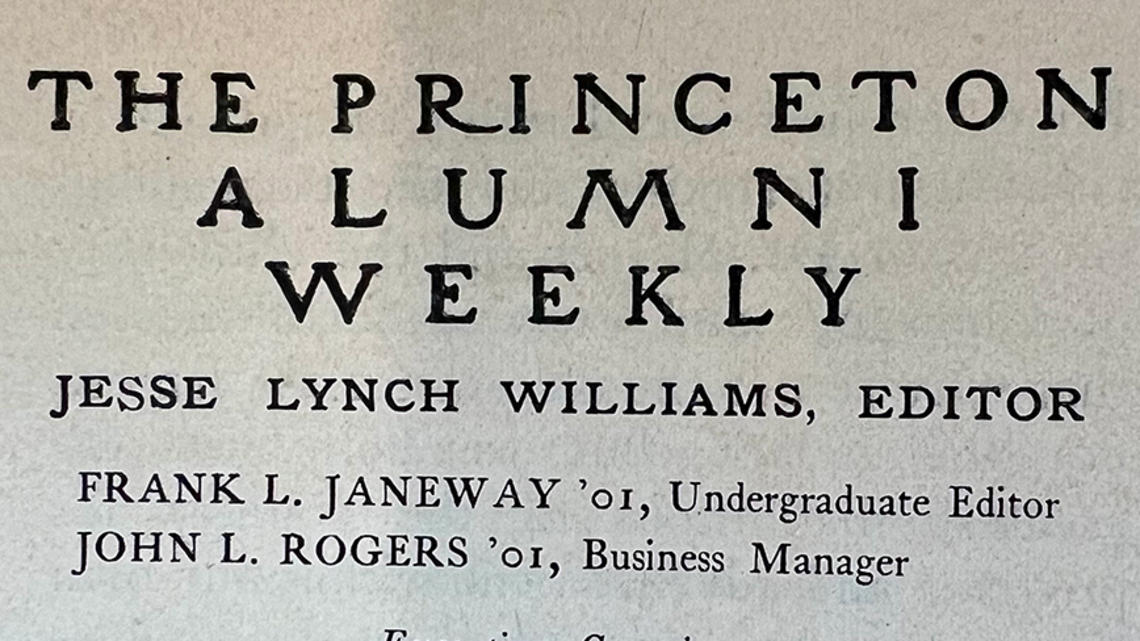 THE PRINCETON
ALUMNI
WEEKLY
JESSE LYNCH WILLIAMS, EDITOR
FRANK L. JANEWAY ’01, Undergraduate Editor
JOHN L. ROGERS ’01, Business Manager